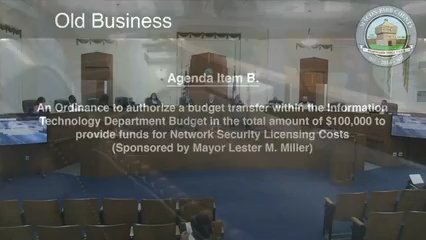 Old Business
Agenda Item B.
An Ordinance to authorize a budget transfer within the Information
Technology Department Budget in the total amount of $100,000 to
provide funds for Network Security Licensing Costs
(Sponsored by Mayor Lester M. Miller)